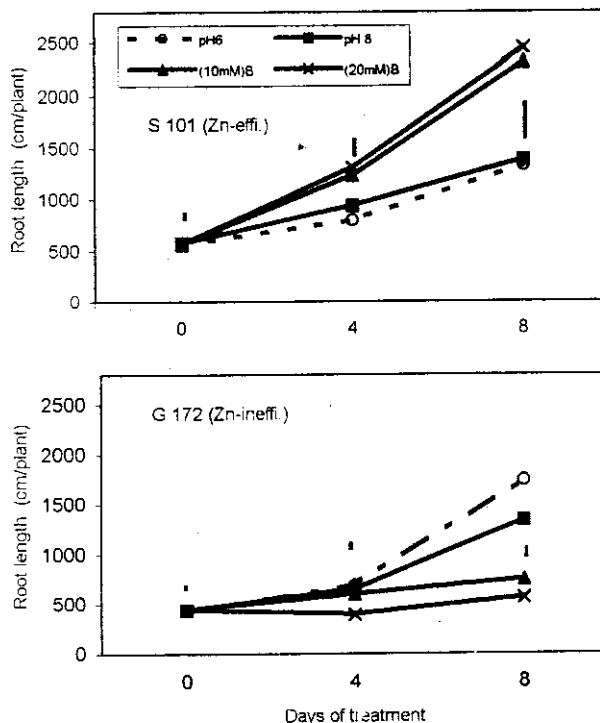 pH6 pH 8
(10mM)B (20mM)B
S 101 (Zn-effi.)
Root length (cm/plant)
2500
2000
1500
1000
500
0
0 4 8
G 172 (Zn-ineffi.)
Root length (cm/plant)
2500
2000
1500
1000
500
0
0 4 8
Days of treatment